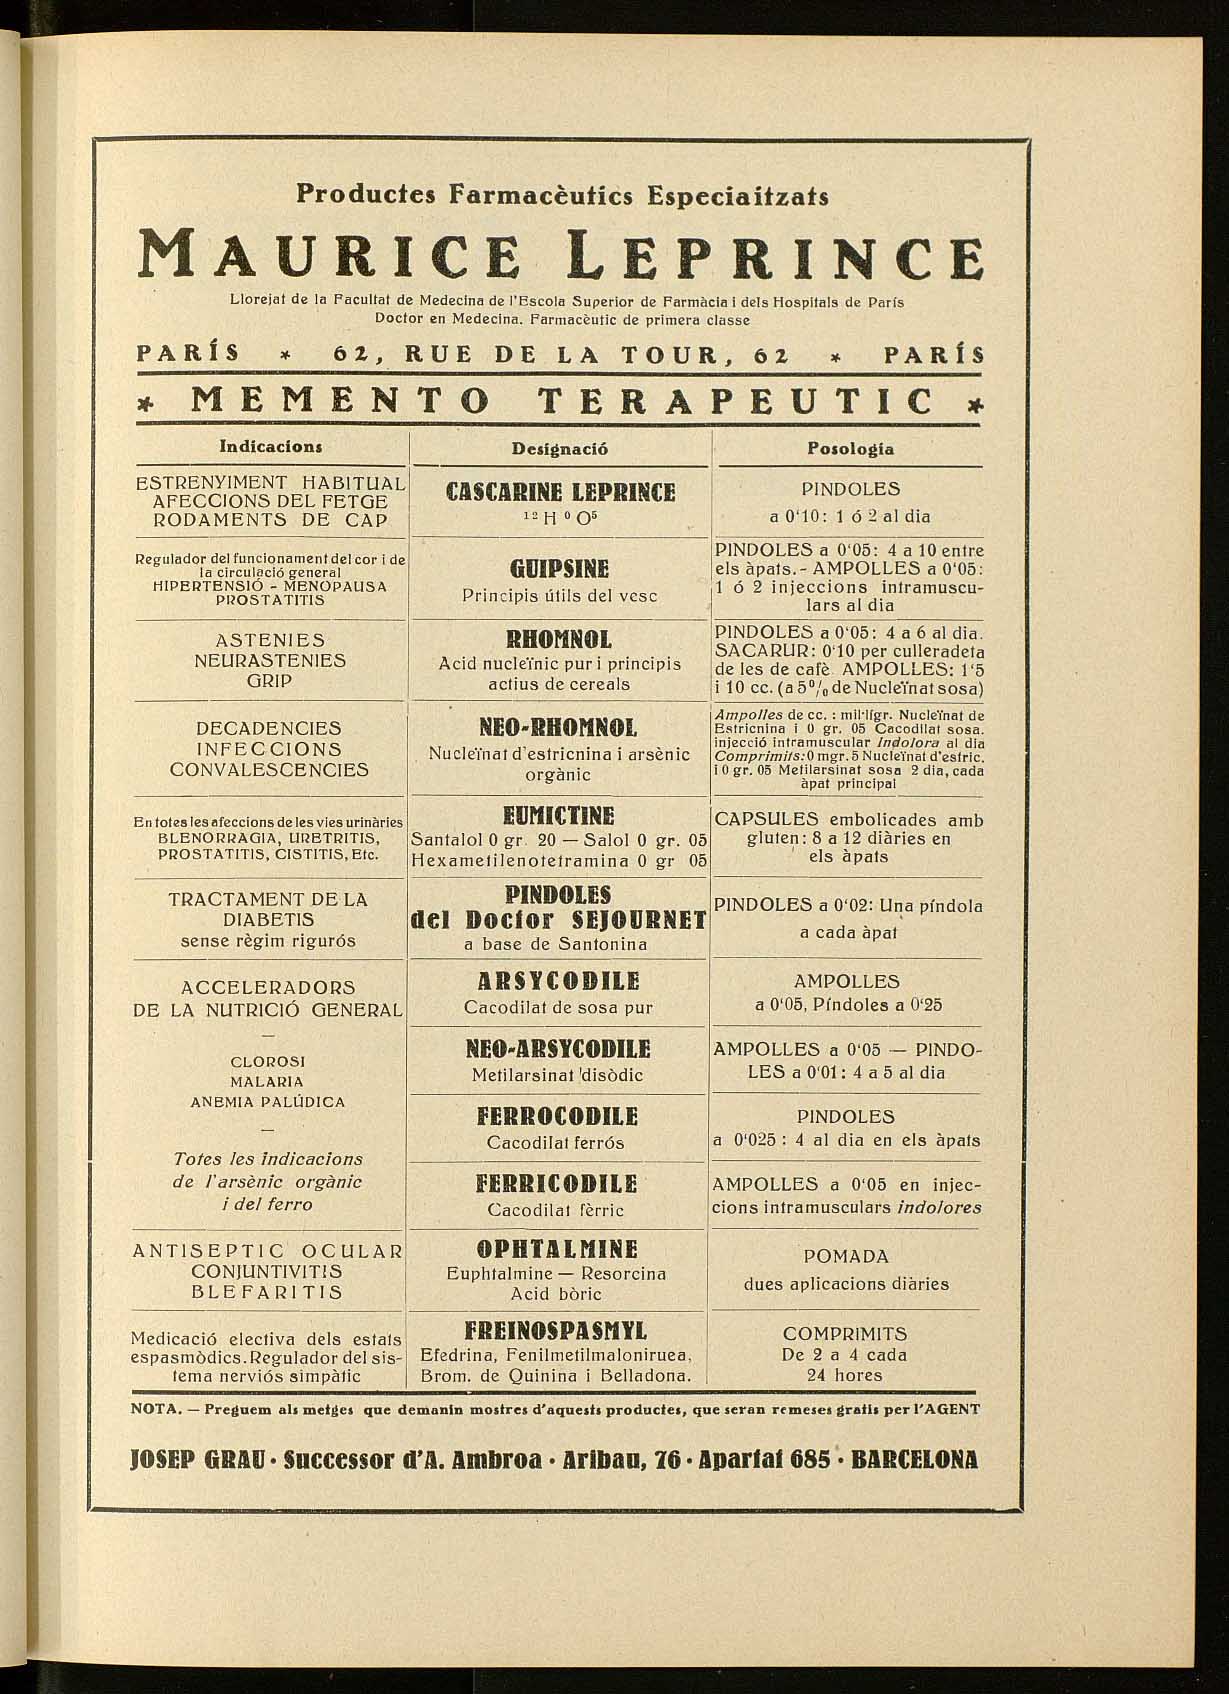 Productes Farmacèutics Especiaitzats
MAURICE LEPRINCE
Llorejat de la Facultat de Medecina de l'Escola Superior de Farmàcia i dels Hospitals de París
Doctor en Medecina. Farmacèutic de primera classe
PARÍS * 62, RUE DE LA TOUR, 62 * PARÍS
* MEMENTO TERAPEUTIC *
Indicacions
Designació
Posologia
ESTRENYIMENT HABITUAL
AFECCIONS DEL FETGE
RODAMENTS DE CAP
CASCARINE LEPRINCE
¹² H ⁰ O⁵
PINDOLES
a 0'10: 1 ó 2 al dia
Regulador del funcionament del cor i de
la circulació general
HIPERTENSIÓ - MENOPAUSA
PROSTATITIS
GUIPSINE
Principis útils del vesc
PINDOLES a 0'05: 4 a 10 entre
els àpats.- AMPOLLES a 0'05:
1 ó 2 injeccions intramuscu-
lars al dia
ASTENIES
NEURASTENIES
GRIP
RHOMNOL
Acid nucleïnic pur i principis
actius de cereals
PINDOLES a 0'05: 4 a 6 al dia.
SACARUR: 0'10 per culleradeta
de les de cafè. AMPOLLES: 1'5
i 10 cc. (a 5% de Nucleïnat sosa)
DECADENCIES
INFECCIONS
CONVALESCENCIES
NEO-RHOMNOL
Nucleïnat d'estricnina i arsènic
orgànic
Ampolles de cc. : mil·lígr. Nucleïnat de
Estricnina i 0 gr. 05 Cacodilat sosa.
injecció intramuscular Indolora al dia
Comprimits: 0 mgr. 5 Nucleïnat d'estric.
i 0 gr. 05 Metilarsinat sosa 2 dia, cada
àpat principal
En totes les afeccions de les vies urinàries
BLENORRAGIA, URETRITIS,
PROSTATITIS, CISTITIS, Etc.
EUMICTINE
Santalol 0 gr. 20 — Salol 0 gr. 05
Hexametilenotetramina 0 gr 05
CAPSULES embolicades amb
gluten: 8 a 12 diàries en
els àpats
TRACTAMENT DE LA
DIABETIS
sense règim rigurós
PINDOLES
del Doctor SEJOURNET
a base de Santonina
PINDOLES a 0'02: Una píndola
a cada àpat
ACCELERADORS
DE LA NUTRICIÓ GENERAL
—
CLOROSI
MALARIA
ANEMIA PALÚDICA
—
Totes les indicacions
de l'arsènic orgànic
i del ferro
ARSYCODILE
Cacodilat de sosa pur
AMPOLLES
a 0'05, Píndoles a 0'25
NEO-ARSYCODILE
Metilarsinat disòdic
AMPOLLES a 0'05 — PINDO-
LES a 0'01: 4 a 5 al dia
FERROCODILE
Cacodilat ferrós
PINDOLES
a 0'025 : 4 al dia en els àpats
FERRICODILE
Cacodilat fèrric
AMPOLLES a 0'05 en injec-
cions intramusculars indolores
ANTISEPTIC OCULAR
CONJUNTIVITIS
BLEFARITIS
OPHTALMINE
Euphtalmine — Resorcina
Acid bòric
POMADA
dues aplicacions diàries
Medicació electiva dels estats
espasmòdics. Regulador del sis-
tema nerviós simpàtic
FREINOSPASMYL
Efedrina, Fenilmetilmaloniruea,
Brom. de Quinina i Belladona.
COMPRIMITS
De 2 a 4 cada
24 hores
NOTA. — Preguem als metges que demanin mostres d'aquests productes, que seran remeses gratis per l'AGENT
JOSEP GRAU · Successor d'A. Ambroa · Aribau, 76 · Apartat 685 · BARCELONA